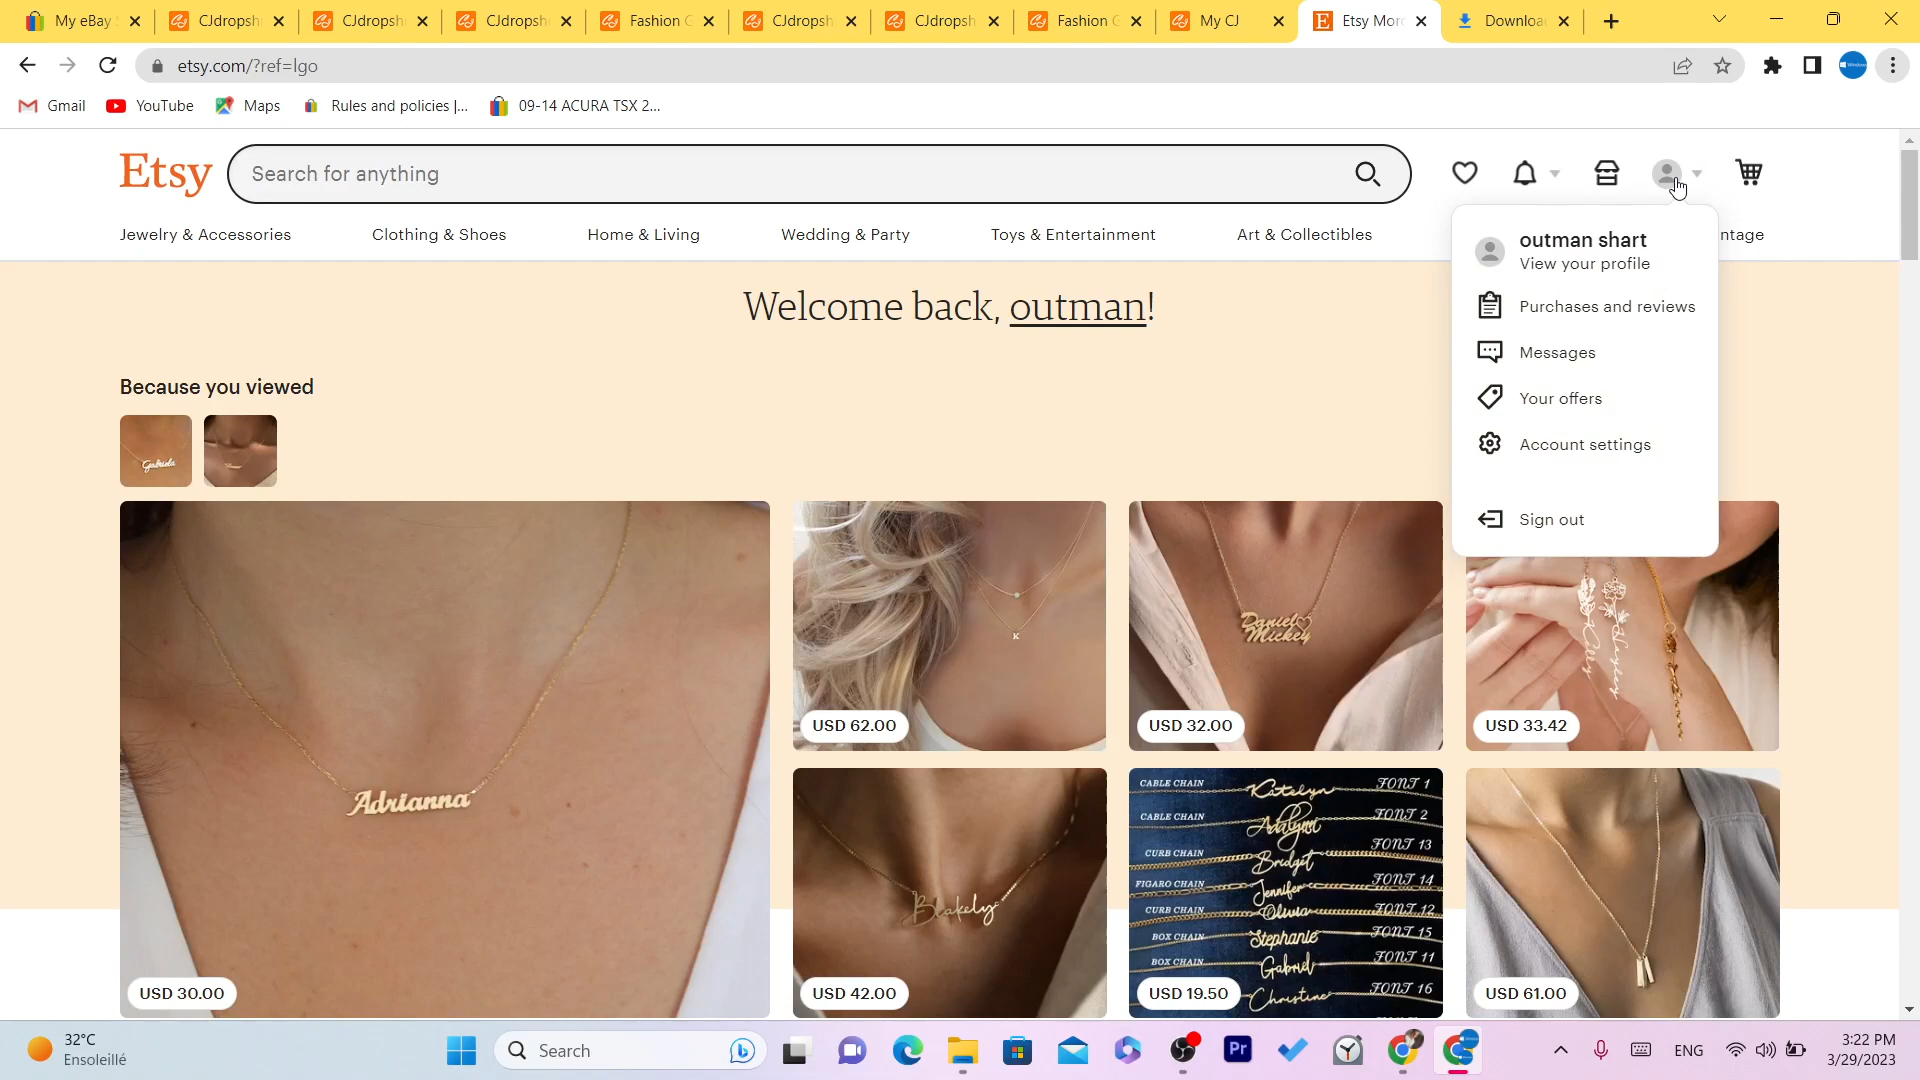 My eBay
CJdropsh
CJdropsh
CJdropsh
Fashion
CJdropsh
CJdropsh
Fashion
My CJ
Etsy Mor
Downloa
etsy.com/?ref=lgo
Gmail
YouTube
Maps
Rules and policies |...
09-14 ACURA TSX 2...
Etsy
Search for anything
Jewelry & Accessories
Clothing & Shoes
Home & Living
Wedding & Party
Toys & Entertainment
Art & Collectibles
ntage
outman shart
View your profile
Purchases and reviews
Messages
Your offers
Account settings
Sign out
Welcome back, outman!
Because you viewed
Gabriela
Adrianna
USD 30.00
K
USD 62.00
Daniel
Mickey
USD 32.00
USD 33.42
Blakely
USD 42.00
CABLE CHAIN Katelyn FONT 1
CABLE CHAIN Adalynn FONT 2
CURB CHAIN Bridget FONT 13
FIGARO CHAIN Jennifer FONT 14
CURB CHAIN Olivia FONT 12
BOX CHAIN Stephanie FONT 15
BOX CHAIN Gabriel FONT 11
Christine FONT 16
USD 19.50
USD 61.00
32°C
Ensoleillé
Search
Pr
ENG
3:22 PM
3/29/2023